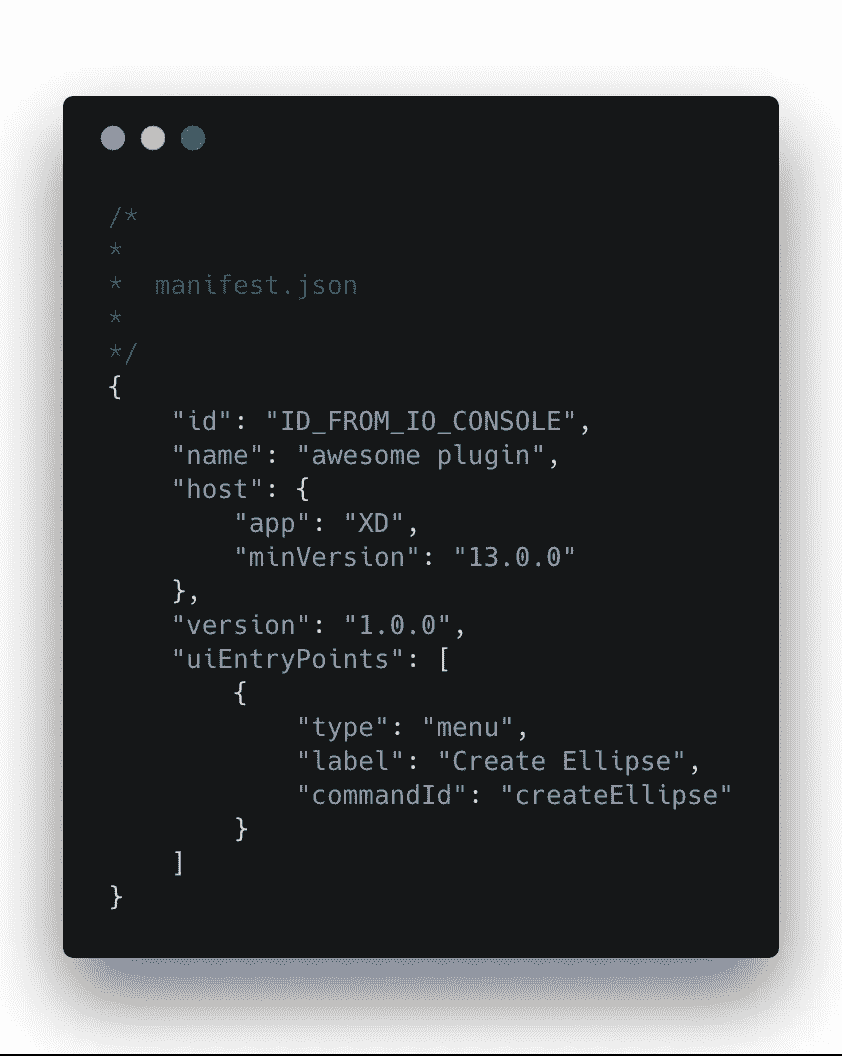 /*
*
*  manifest.json
*
*/
{
    "id": "ID_FROM_IO_CONSOLE",
    "name": "awesome plugin",
    "host": {
        "app": "XD",
        "minVersion": "13.0.0"
    },
    "version": "1.0.0",
    "uiEntryPoints": [
        {
            "type": "menu",
            "label": "Create Ellipse",
            "commandId": "createEllipse"
        }
    ]
}